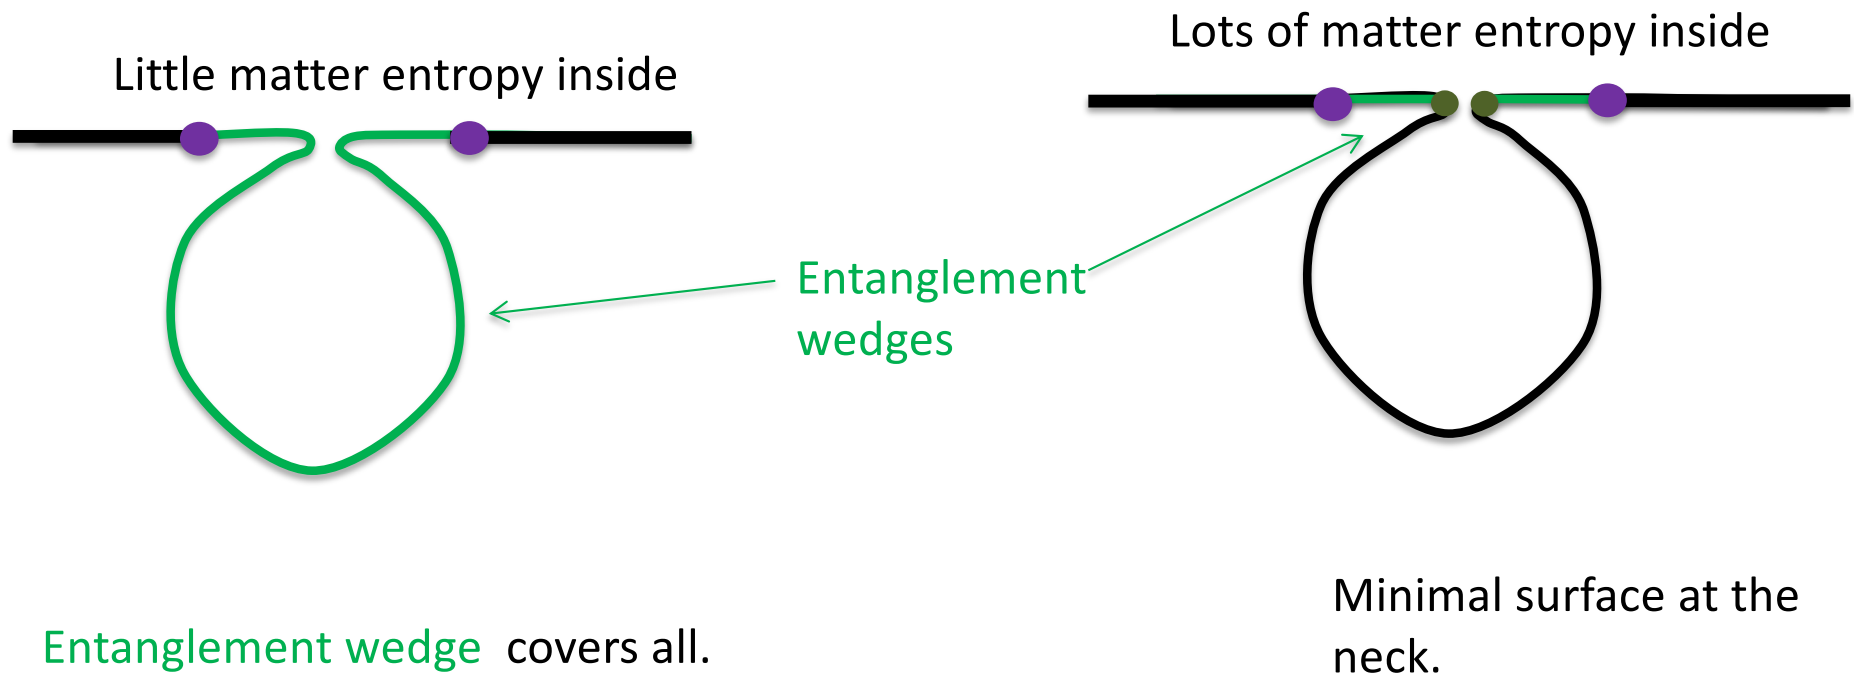 Little matter entropy inside
Lots of matter entropy inside
Entanglement
wedges
Entanglement wedge covers all.
Minimal surface at the
neck.